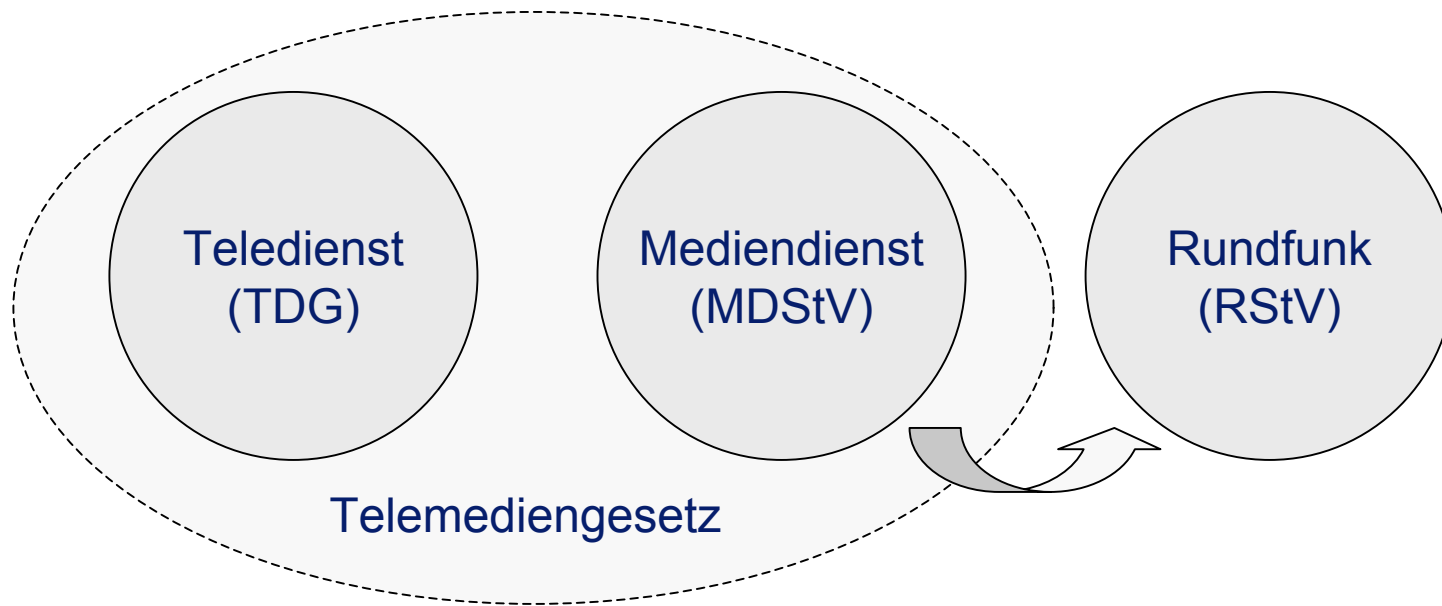 Teledienst
(TDG)
Mediendienst
(MDStV)
Rundfunk
(RStV)
Telemediengesetz